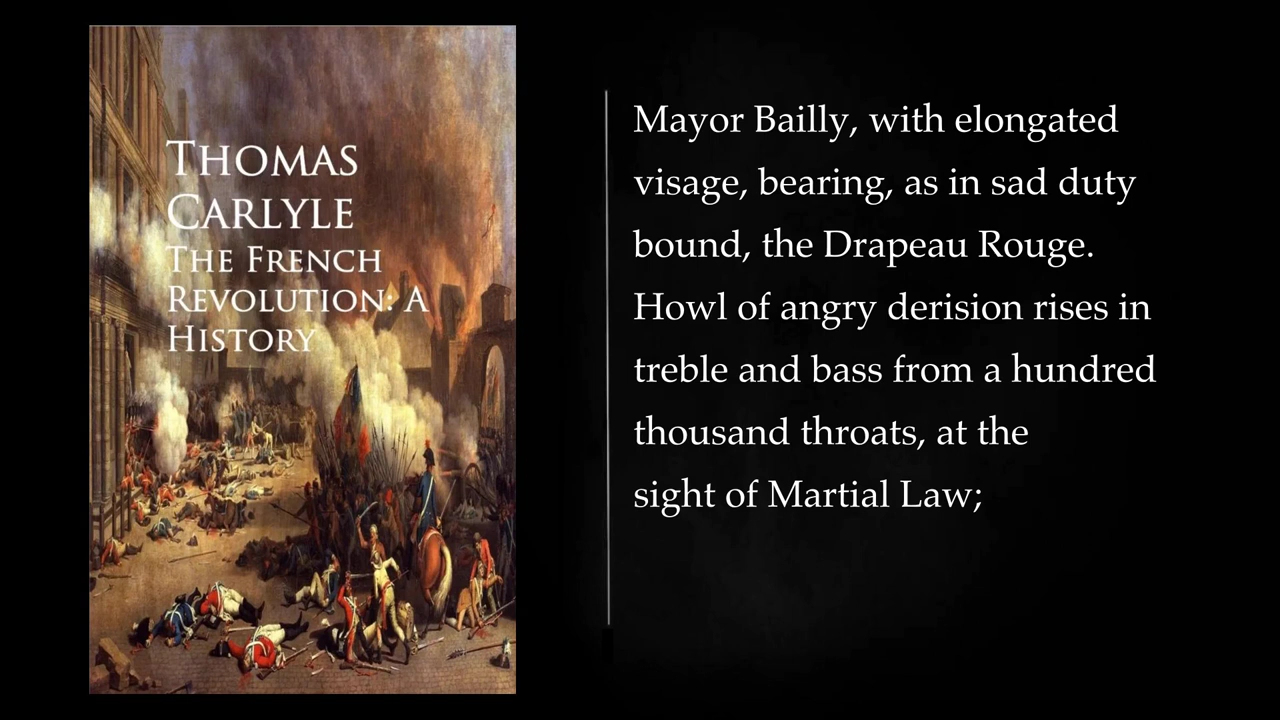 THOMAS
CARLYLE
THE FRENCH
REVOLUTION: A
HISTORY
Mayor Bailly, with elongated
visage, bearing, as in sad duty
bound, the Drapeau Rouge.
Howl of angry derision rises in
treble and bass from a hundred
thousand throats, at the
sight of Martial Law;